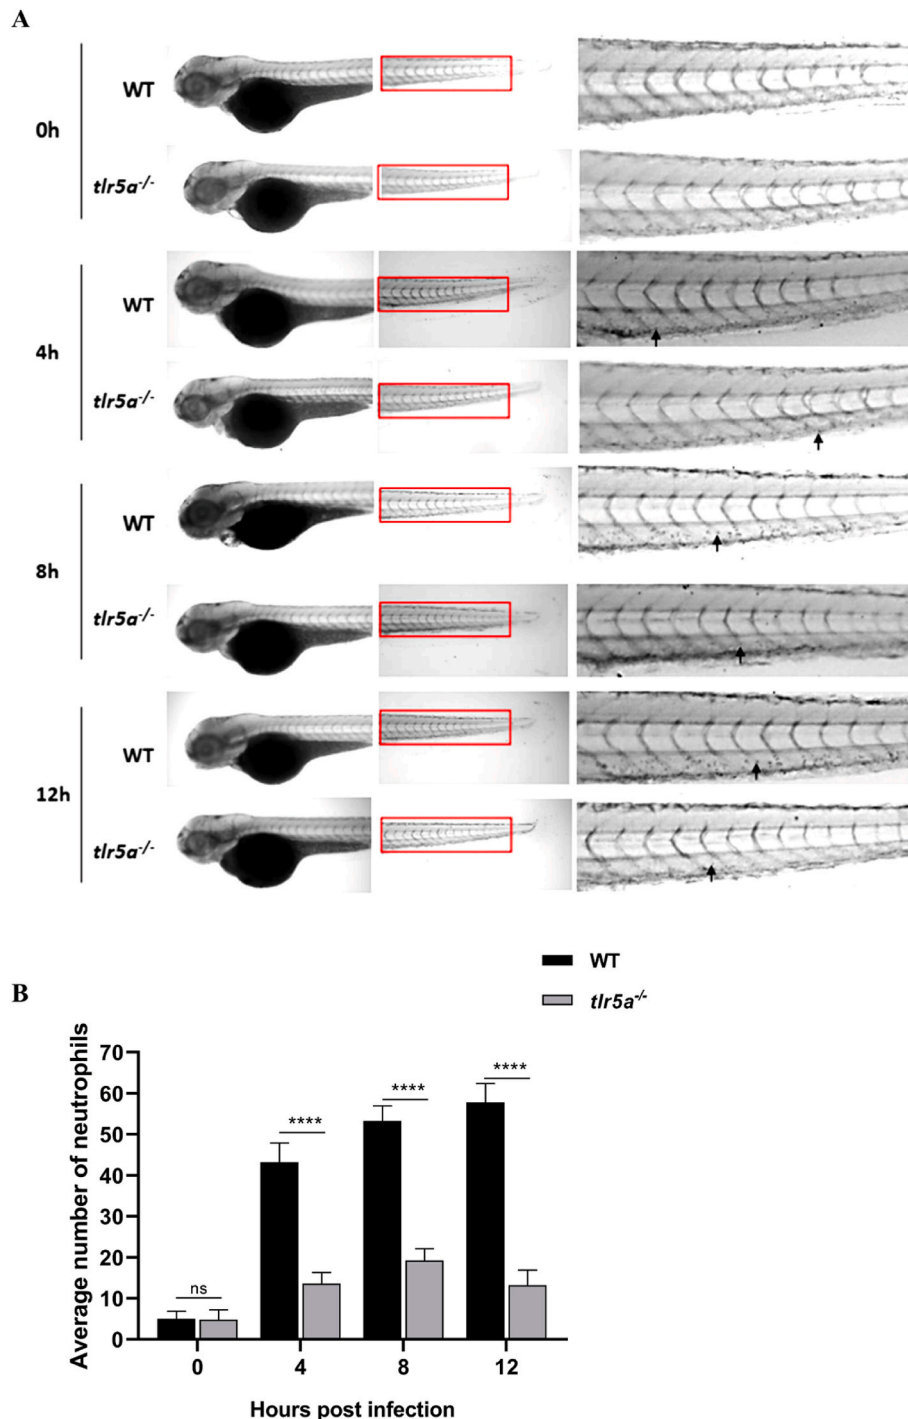 A
0h
WT
tlr5a-/-
4h
WT
tlr5a-/-
8h
WT
tlr5a-/-
12h
WT
tlr5a-/-
WT
tlr5a-/-
B
Average number of neutrophils
70
60
50
40
30
20
10
0
ns
****
****
****
0 4 8 12
Hours post infection